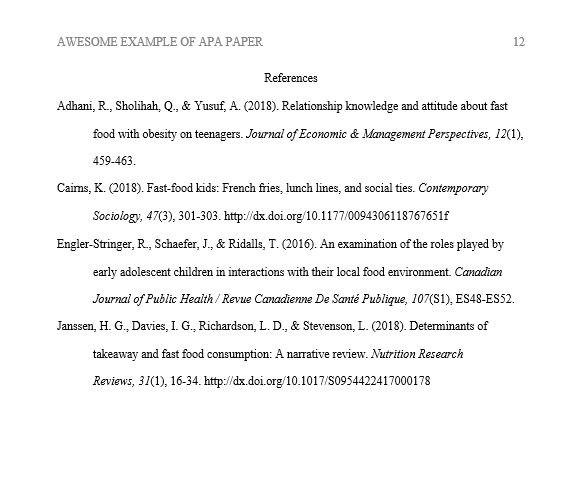 AWESOME EXAMPLE OF APA PAPER 12
References
Adhani, R., Sholihah, Q., & Yusuf, A. (2018). Relationship knowledge and attitude about fast
food with obesity on teenagers. Journal of Economic & Management Perspectives, 12(1),
459-463.
Cairns, K. (2018). Fast-food kids: French fries, lunch lines, and social ties. Contemporary
Sociology, 47(3), 301-303. http://dx.doi.org/10.1177/0094306118767651f
Engler-Stringer, R., Schaefer, J., & Ridalls, T. (2016). An examination of the roles played by
early adolescent children in interactions with their local food environment. Canadian
Journal of Public Health / Revue Canadienne De Santé Publique, 107(S1), ES48-ES52.
Janssen, H. G., Davies, I. G., Richardson, L. D., & Stevenson, L. (2018). Determinants of
takeaway and fast food consumption: A narrative review. Nutrition Research
Reviews, 31(1), 16-34. http://dx.doi.org/10.1017/S0954422417000178